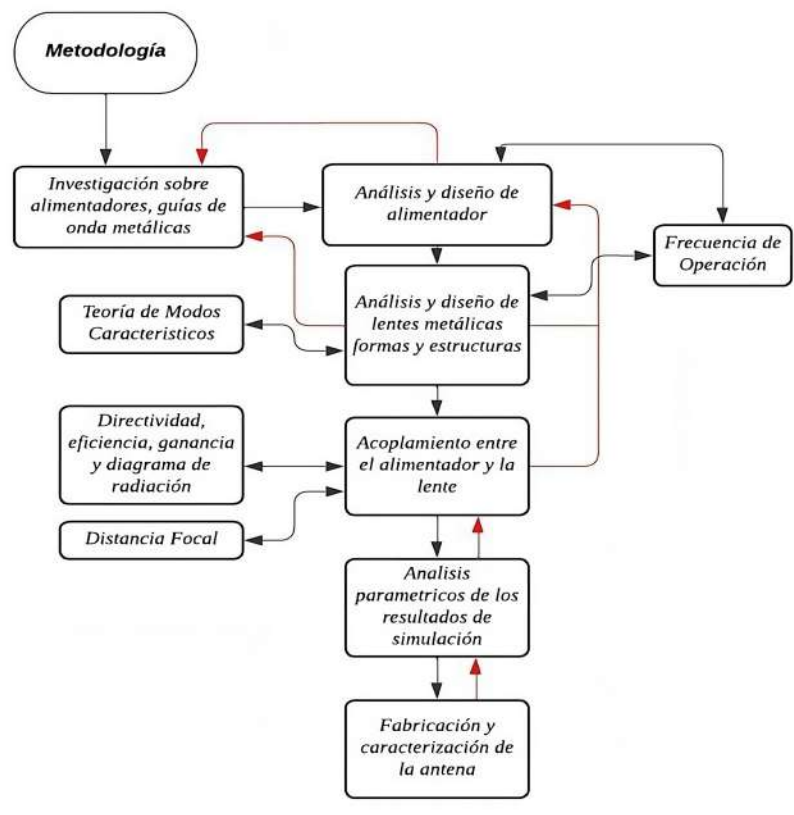 Metodología
Investigación sobre
alimentadores, guías de
onda metálicas
Análisis y diseño de
alimentador
Frecuencia de
Operación
Análisis y diseño de
lentes metálicas
formas y estructuras
Teoría de Modos
Caracteristicos
Directividad,
eficiencia, ganancia
y diagrama de
radiación
Acoplamiento entre
el alimentador y la
lente
Distancia Focal
Analisis
parametricos de los
resultados de
simulación
Fabricación y
caracterización de
la antena